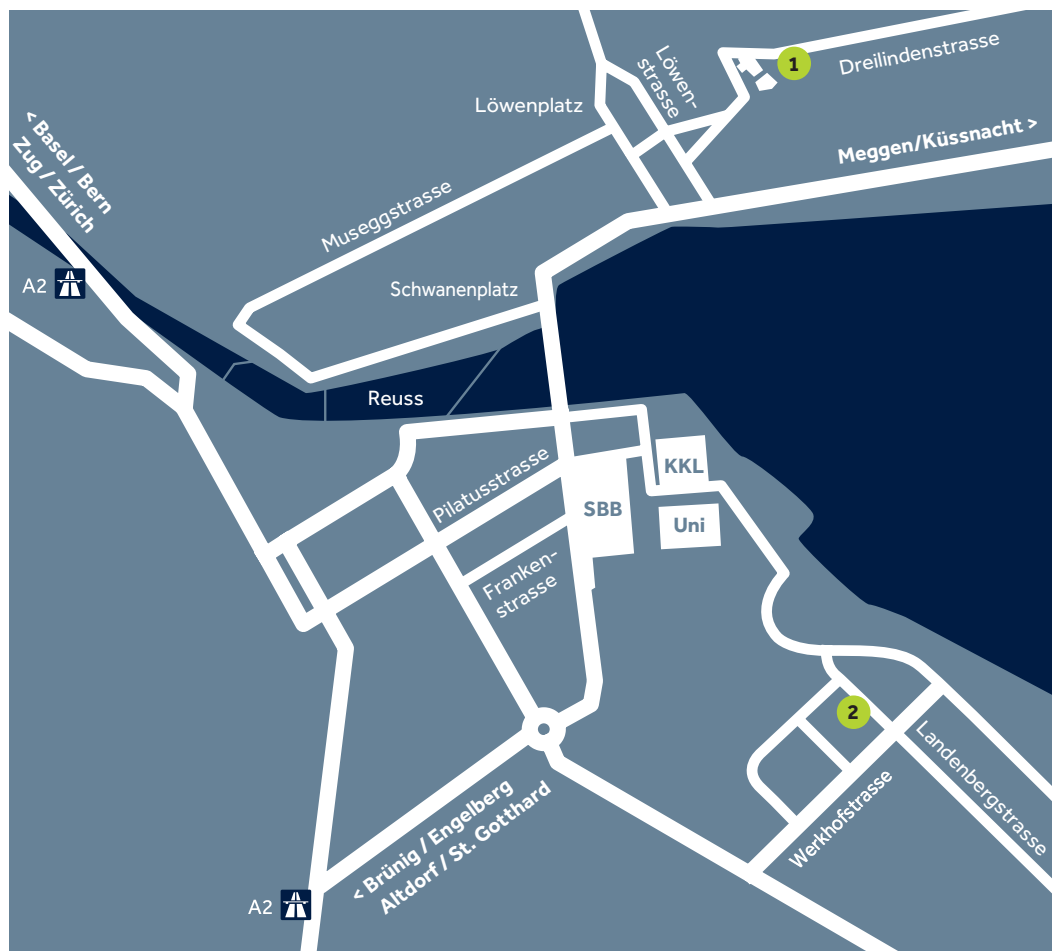 Löwen-
strasse
1
Dreilindenstrasse
Löwenplatz
< Basel / Bern
Zug / Zürich
Meggen/Küssnacht >
Museggstrasse
A2
Schwanenplatz
Reuss
Pilatusstrasse
KKL
SBB
Uni
Franken-
strasse
2
Landenbergstrasse
Werkhofstrasse
< Brünig / Engelberg
Altdorf / St. Gotthard
A2